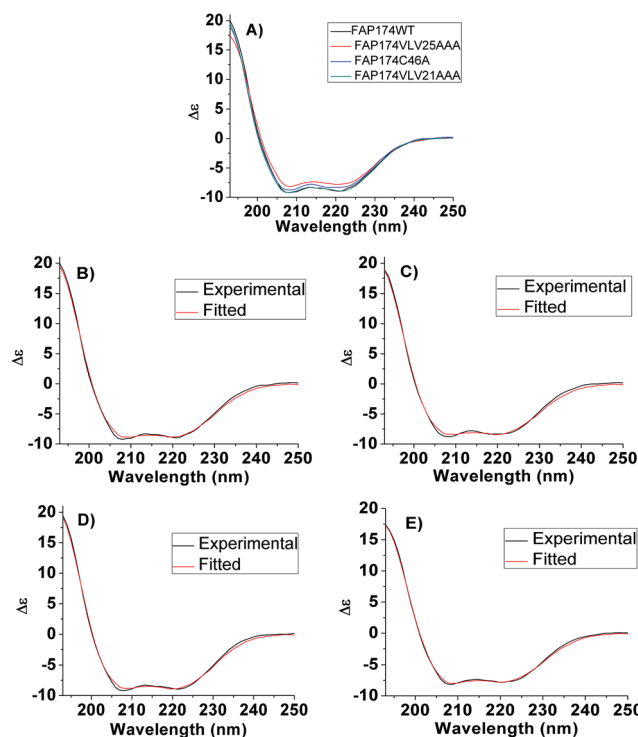 A)
FAP174WT
FAP174VLV25AAA
FAP174C46A
FAP174VLV21AAA
20
15
10
5
0
-5
-10
Δε
200 210 220 230 240 250
Wavelength (nm)
B)
Experimental
Fitted
20
15
10
5
0
-5
-10
Δε
200 210 220 230 240 250
Wavelength (nm)
C)
Experimental
Fitted
20
15
10
5
0
-5
-10
Δε
200 210 220 230 240 250
Wavelength (nm)
D)
Experimental
Fitted
20
15
10
5
0
-5
-10
Δε
200 210 220 230 240 250
Wavelength (nm)
E)
Experimental
Fitted
20
15
10
5
0
-5
-10
Δε
200 210 220 230 240 250
Wavelength (nm)